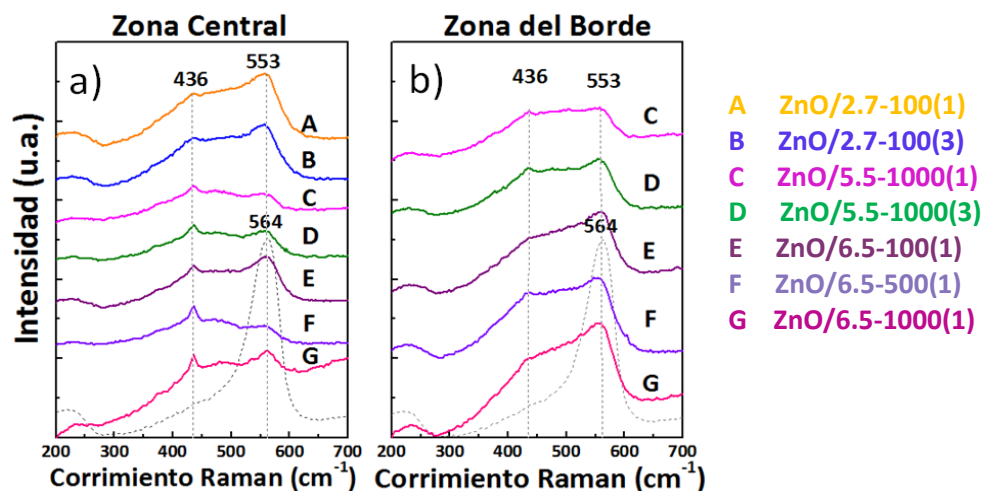 Zona Central
Zona del Borde
a)
436
553
A
B
C
564
D
E
F
G
200 300 400 500 600 700
Corrimiento Raman (cm⁻¹)
Intensidad (u.a.)
b)
436
553
C
D
564
E
F
G
200 300 400 500 600 700
Corrimiento Raman (cm⁻¹)
A ZnO/2.7-100(1)
B ZnO/2.7-100(3)
C ZnO/5.5-1000(1)
D ZnO/5.5-1000(3)
E ZnO/6.5-100(1)
F ZnO/6.5-500(1)
G ZnO/6.5-1000(1)